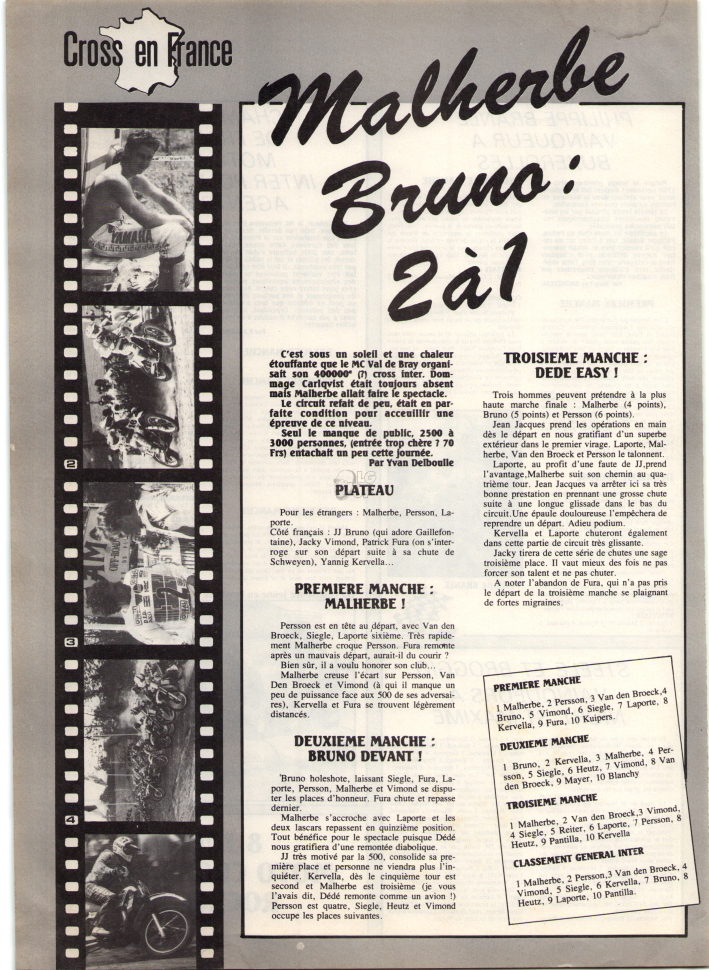 Cross en France
Malherbe
Bruno:
2à1
YAMAHA
2
3
4
C'est sous un soleil et une chaleur
étouffante que le MC Val de Bray organi-
sait son 400000° (?) cross inter. Dom-
mage Carlqvist était toujours absent
mais Malherbe allait faire le spectacle.
Le circuit refait de peu, était en par-
faite condition pour acceuillir une
épreuve de ce niveau.
Seul le manque de public, 2500 à
3000 personnes, (entrée trop chère ? 70
Frs) entachait un peu cette journée.
Par Yvan Delboulle
PLATEAU
Pour les étrangers : Malherbe, Persson, La-
porte.
Côté français : JJ Bruno (qui adore Gaillefon-
taine), Jacky Vimond, Patrick Fura (on s'inter-
roge sur son départ suite à sa chute de
Schweyen), Yannig Kervella...
PREMIERE MANCHE :
MALHERBE !
Persson est en tête au départ, avec Van den
Broeck, Siegle, Laporte sixième. Très rapide-
ment Malherbe croque Persson. Fura remonte
après un mauvais départ, aurait-il du courir ?
Bien sûr, il a voulu honorer son club...
Malherbe creuse l'écart sur Persson, Van
Den Broeck et Vimond (à qui il manque un
peu de puissance face aux 500 de ses adversai-
res), Kervella et Fura se trouvent légèrement
distancés.
DEUXIEME MANCHE :
BRUNO DEVANT !
'Bruno holeshote, laissant Siegle, Fura, La-
porte, Persson, Malherbe et Vimond se dispu-
ter les places d'honneur. Fura chute et repasse
dernier.
Malherbe s'accroche avec Laporte et les
deux lascars repassent en quinzième position.
Tout bénéfice pour le spectacle puisque Dédé
nous gratifiera d'une remontée diabolique.
JJ très motivé par la 500, consolide sa pre-
mière place et personne ne viendra plus l'in-
quiéter. Kervella, dès le cinquième tour est
second et Malherbe est troisième (je vous
l'avais dit, Dédé remonte comme un avion !)
Persson est quatre, Siegle, Heutz et Vimond
occupe les places suivantes.
TROISIEME MANCHE :
DEDE EASY !
Trois hommes peuvent prétendre à la plus
haute marche finale : Malherbe (4 points),
Bruno (5 points) et Persson (6 points).
Jean Jacques prend les opérations en main
dès le départ en nous gratifiant d'un superbe
extérieur dans le premier virage. Laporte, Mal-
herbe, Van den Broeck et Persson le talonnent.
Laporte, au profit d'une faute de JJ,prend
l'avantage,Malherbe suit son chemin au qua-
trième tour. Jean Jacques va arrêter ici sa très
bonne prestation en prennant une grosse chute
suite à une longue glissade dans le bas du
circuit.Une épaule douloureuse l'empêchera de
reprendre un départ. Adieu podium.
Kervella et Laporte chuteront également
dans cette partie de circuit très glissante.
Jacky tirera de cette série de chutes une sage
troisième place. Il vaut mieux des fois ne pas
forcer son talent et ne pas chuter.
A noter l'abandon de Fura, qui n'a pas pris
le départ de la troisième manche se plaignant
de fortes migraines.
PREMIERE MANCHE
1 Malherbe, 2 Persson, 3 Van den Broeck,4
Bruno, 5 Vimond, 6 Siegle, 7 Laporte, 8
Kervella, 9 Fura, 10 Kuipers.
DEUXIEME MANCHE
1 Bruno, 2 Kervella, 3 Malherbe, 4 Per-
sson, 5 Siegle, 6 Heutz, 7 Vimond, 8 Van
den Broeck, 9 Mayer, 10 Blanchy
TROISIEME MANCHE
1 Malherbe, 2 Van den Broeck,3 Vimond,
4 Siegle, 5 Reiter, 6 Laporte, 7 Persson, 8
Heutz, 9 Pantilla, 10 Kervella
CLASSEMENT GENERAL INTER
1 Malherbe, 2 Persson,3 Van den Broeck, 4
Vimond, 5 Siegle, 6 Kervella, 7 Bruno, 8
Heutz, 9 Laporte, 10 Pantilla.